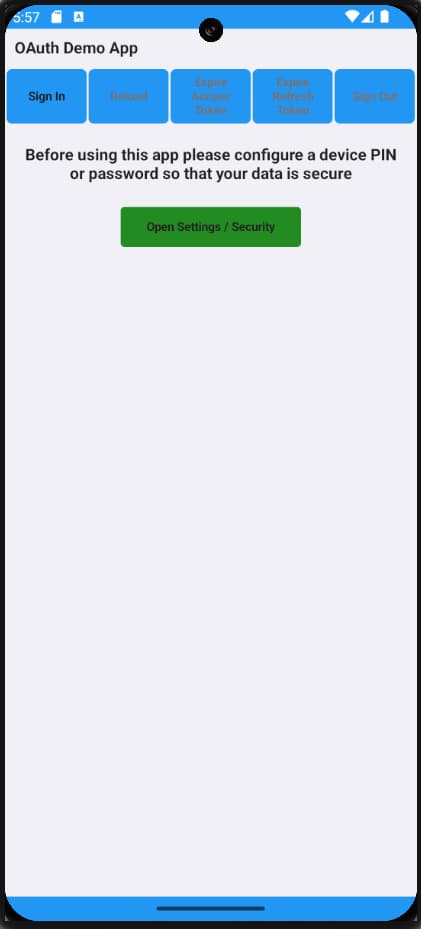 5:57
OAuth Demo App
Sign In
Reload
Expire
Access
Token
Expire
Refresh
Token
Sign Out
Before using this app please configure a device PIN
or password so that your data is secure
Open Settings / Security